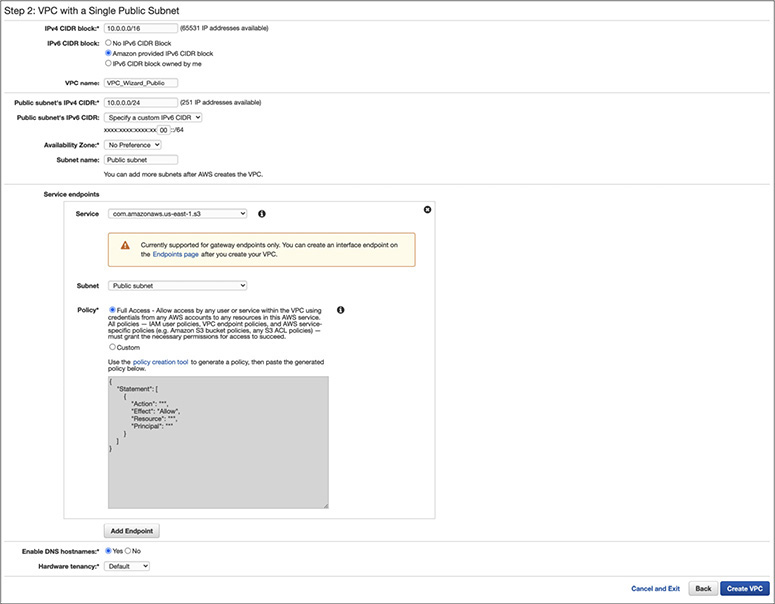 Step 2: VPC with a Single Public Subnet
IPv4 CIDR block:* 10.0.0.0/16 (65531 IP addresses available)
IPv6 CIDR block: No IPv6 CIDR Block
Amazon provided IPv6 CIDR block
IPv6 CIDR block owned by me
VPC name: VPC_Wizard_Public
Public subnet's IPv4 CIDR:* 10.0.0.0/24 (251 IP addresses available)
Public subnet's IPv6 CIDR: Specify a custom IPv6 CIDR
xxxx:xxxx:xxxx:xx 00 ::/64
Availability Zone:* No Preference
Subnet name: Public subnet
You can add more subnets after AWS creates the VPC.
Service endpoints
Service com.amazonaws.us-east-1.s3
Currently supported for gateway endpoints only. You can create an interface endpoint on
the Endpoints page after you create your VPC.
Subnet Public subnet
Policy* Full Access - Allow access by any user or service within the VPC using
credentials from any AWS accounts to any resources in this AWS service.
All policies — IAM user policies, VPC endpoint policies, and AWS service-
specific policies (e.g. Amazon S3 bucket policies, any S3 ACL policies) —
must grant the necessary permissions for access to succeed.
Custom
Use the policy creation tool to generate a policy, then paste the generated
policy below.
{
"Statement": [
{
"Action": "*",
"Effect": "Allow",
"Resource": "*",
"Principal": "*"
}
]
}
Add Endpoint
Enable DNS hostnames:* Yes No
Hardware tenancy:* Default
Cancel and Exit Back Create VPC